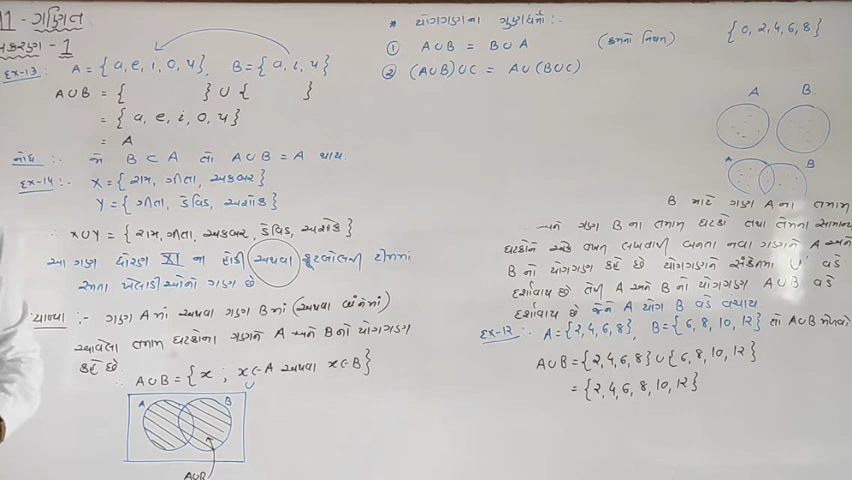 11 - ગણિત
પ્રકરણ - 1
Ex-13 : A = {a, e, i, o, u}, B = {a, i, u}
A∪B = { } ∪ { }
= {a, e, i, o, u}
= A
નોંધ :- જો B ⊂ A તો A∪B = A થાય.
Ex-14 :- X = {રામ, ગીતા, અકબર}
Y = {ગીતા, ડેવિડ, અશોક}
∴ X∪Y = {રામ, ગીતા, અકબર, ડેવિડ, અશોક}
આ ગણ ધોરણ XI ના હોકી અથવા ફૂટબોલની ટીમમાં
રમતા ખેલાડીઓનો ગણ છે.
વ્યાખ્યા :- ગણ A માં અથવા ગણ B માં (અથવા બંનેમાં)
આવેલા તમામ ઘટકોના ગણને A અને B નો યોગગણ
કહે છે.
∴ A∪B = {x ; x∈A અથવા x∈B}
∪
A B
A∪B
* યોગગણના ગુણધર્મો :-
① A∪B = B∪A (ક્રમનો નિયમ)
② (A∪B)∪C = A∪(B∪C)
{0, 2, 4, 6, 8}
A B
A B
B માટે ગણ A ના તમામ
અને ગણ B ના તમામ ઘટકો તથા તેમના સામાન્ય
ઘટકોને એક વખત લખવાથી બનતા નવા ગણને A અને
B નો યોગગણ કહે છે યોગગણને સંકેતમાં ∪ વડે
દર્શાવાય છે તેથી A અને B નો યોગગણ A∪B વડે
દર્શાવાય છે જેને A યોગ B વડે વંચાય
Ex-12 :- A = {2, 4, 6, 8}, B = {6, 8, 10, 12} તો A∪B મેળવો
A∪B = {2, 4, 6, 8} ∪ {6, 8, 10, 12}
= {2, 4, 6, 8, 10, 12}